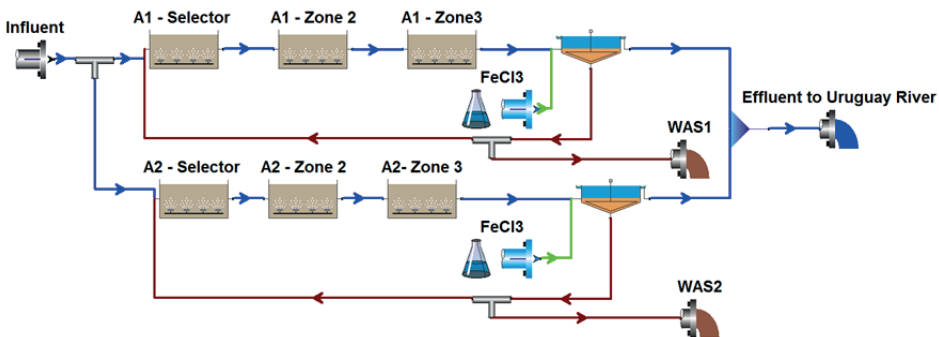 Influent
A1 - Selector
A1 - Zone 2
A1 - Zone3
FeCl3
Effluent to Uruguay River
WAS1
A2 - Selector
A2 - Zone 2
A2- Zone 3
FeCl3
WAS2